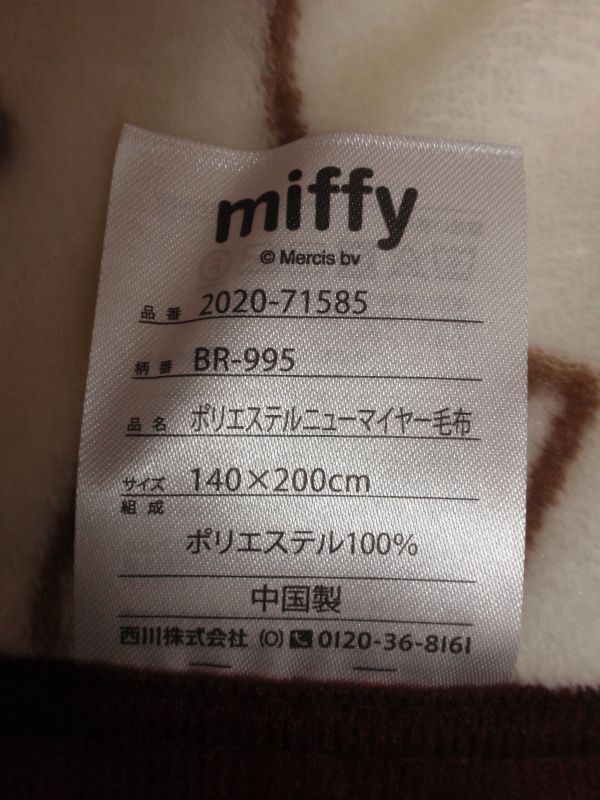 miffy
© Mercis bv
品番 2020-71585
柄番 BR-995
品名 ポリエステルニューマイヤー毛布
サイズ 140×200cm
組成
ポリエステル100%
中国製
西川株式会社 (O) 0120-36-8161